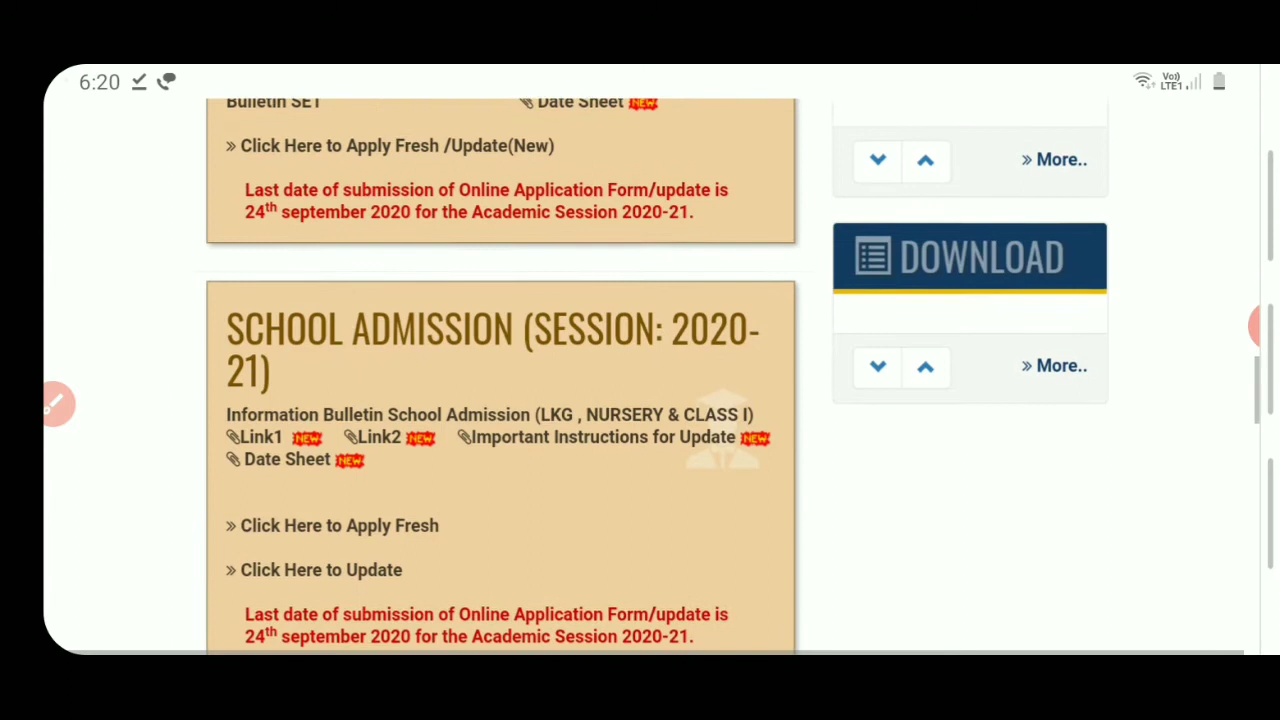 6:20
Vo)) LTE1
Bulletin SET
Date Sheet NEW
» Click Here to Apply Fresh /Update(New)
Last date of submission of Online Application Form/update is
24th september 2020 for the Academic Session 2020-21.
SCHOOL ADMISSION (SESSION: 2020-
21)
Information Bulletin School Admission (LKG , NURSERY & CLASS I)
Link1 NEW Link2 NEW Important Instructions for Update NEW
Date Sheet NEW
» Click Here to Apply Fresh
» Click Here to Update
Last date of submission of Online Application Form/update is
24th september 2020 for the Academic Session 2020-21.
» More..
DOWNLOAD
» More..